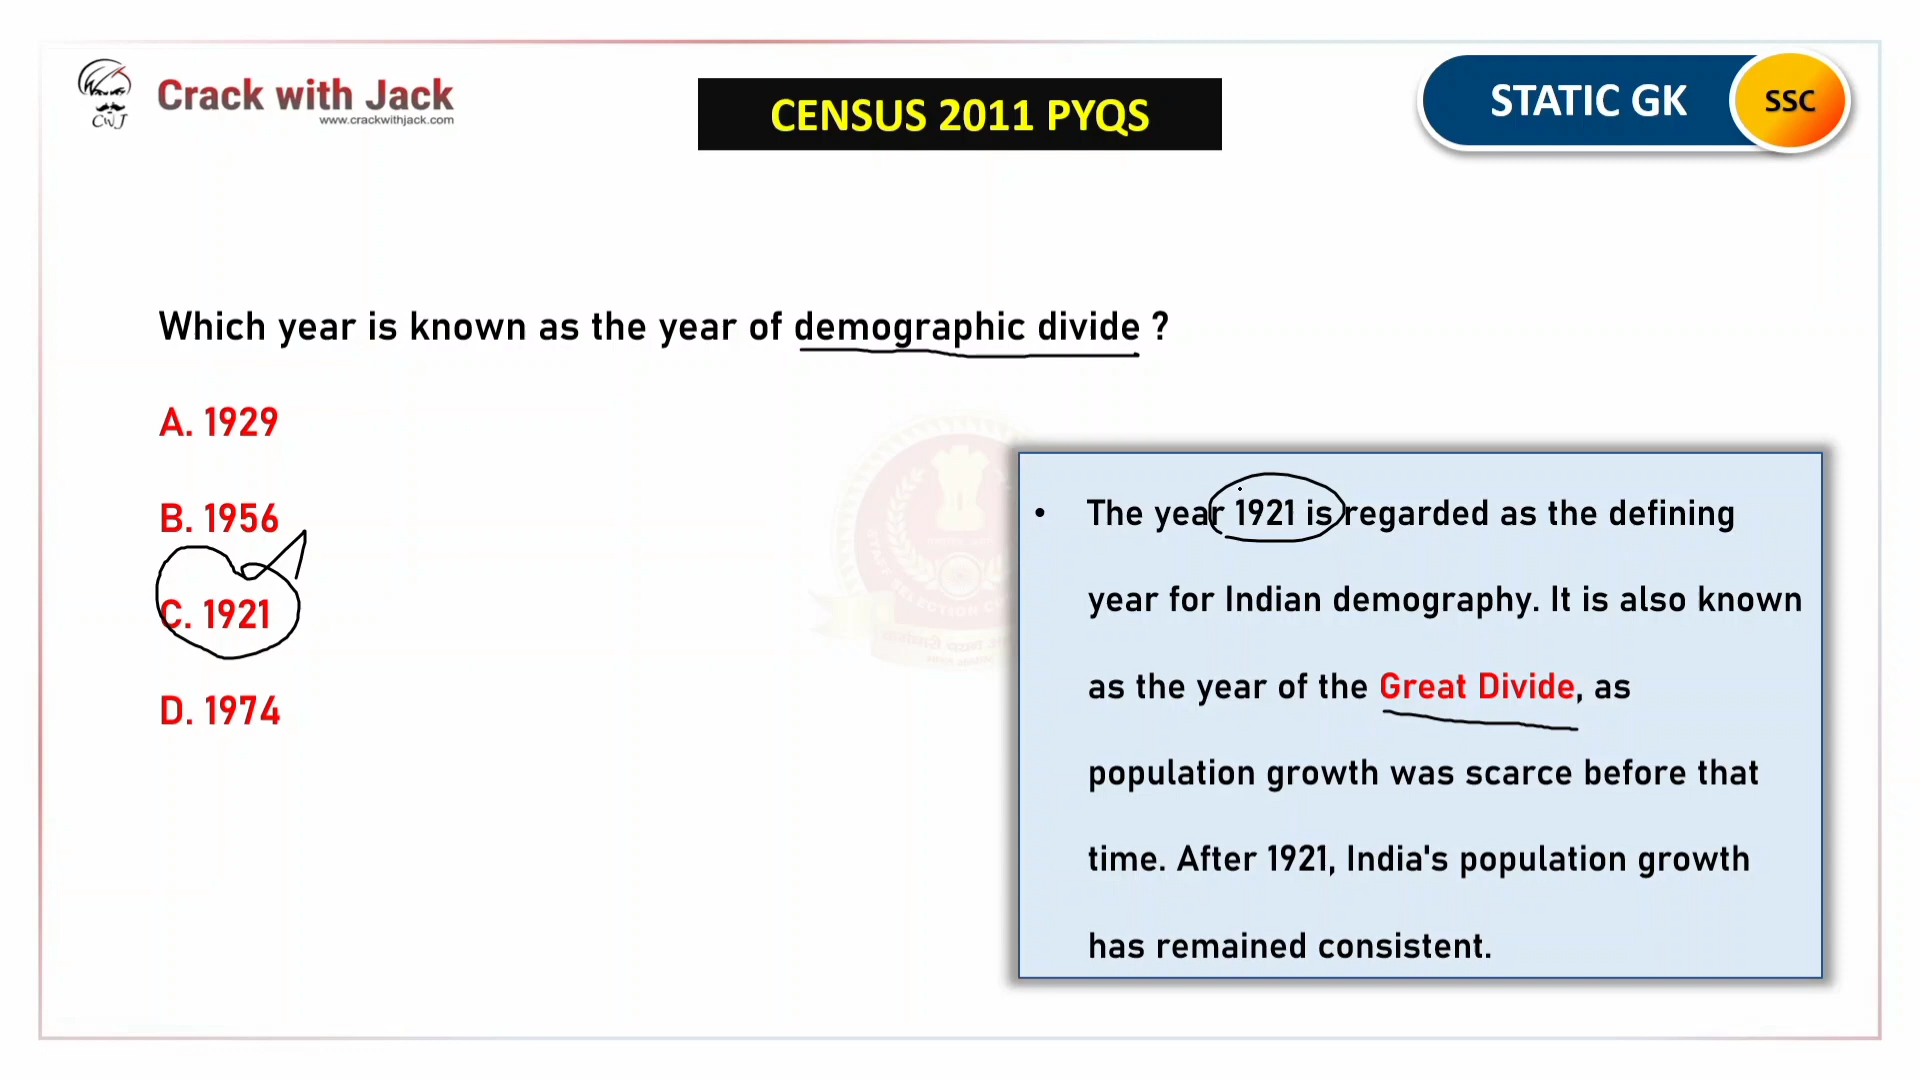 Crack with Jack
www.crackwithjack.com
CWJ
CENSUS 2011 PYQS
STATIC GK
SSC
Which year is known as the year of demographic divide ?
A. 1929
B. 1956
C. 1921
D. 1974
• The year 1921 is regarded as the defining
year for Indian demography. It is also known
as the year of the Great Divide, as
population growth was scarce before that
time. After 1921, India's population growth
has remained consistent.